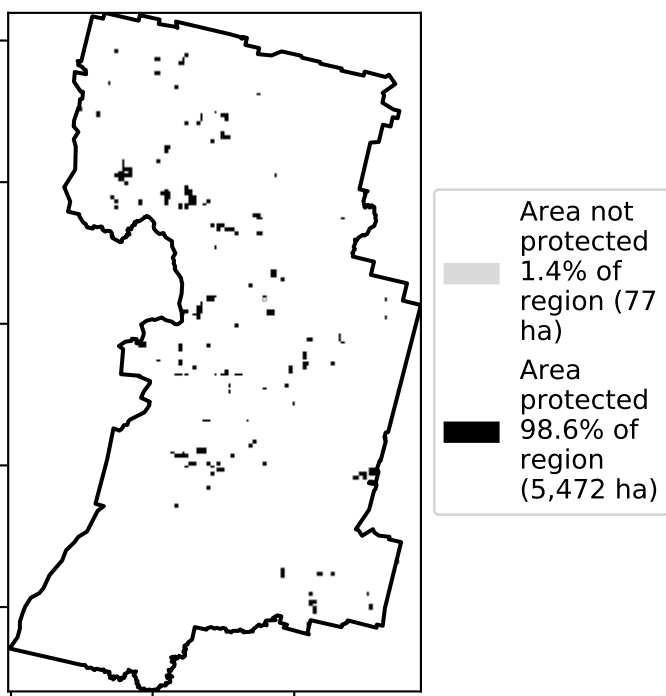 Area not
protected
1.4% of
region (77
ha)
Area
protected
98.6% of
region
(5,472 ha)